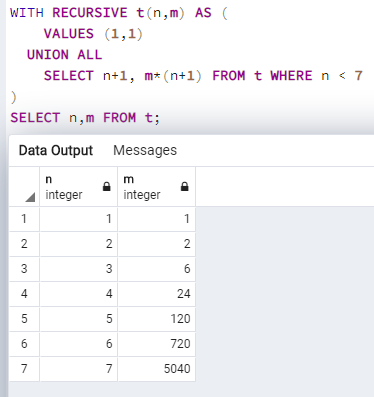 WITH RECURSIVE t(n,m) AS (
    VALUES (1,1)
  UNION ALL
    SELECT n+1, m*(n+1) FROM t WHERE n < 7
)
SELECT n,m FROM t;
Data Output Messages
n integer m integer
1 1 1
2 2 2
3 3 6
4 4 24
5 5 120
6 6 720
7 7 5040